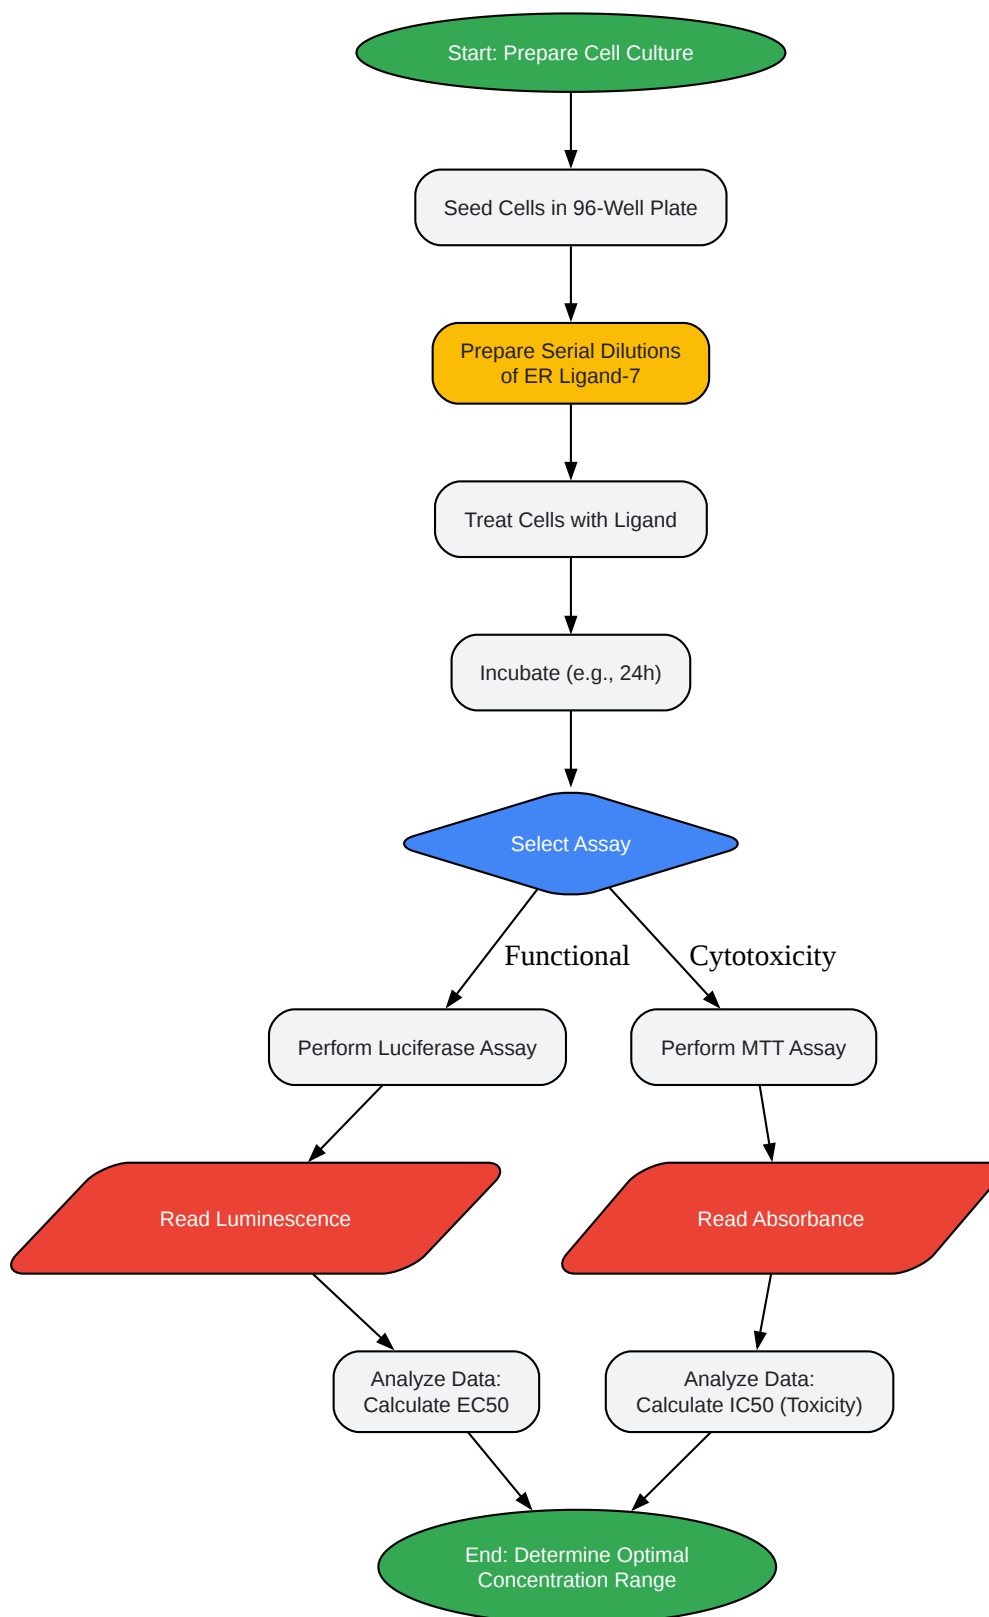 Start: Prepare Cell Culture
Seed Cells in 96-Well Plate
Prepare Serial Dilutions
of ER Ligand-7
Treat Cells with Ligand
Incubate (e.g., 24h)
Select Assay
Functional
Cytotoxicity
Perform Luciferase Assay
Perform MTT Assay
Read Luminescence
Read Absorbance
Analyze Data:
Calculate EC50
Analyze Data:
Calculate IC50 (Toxicity)
End: Determine Optimal
Concentration Range